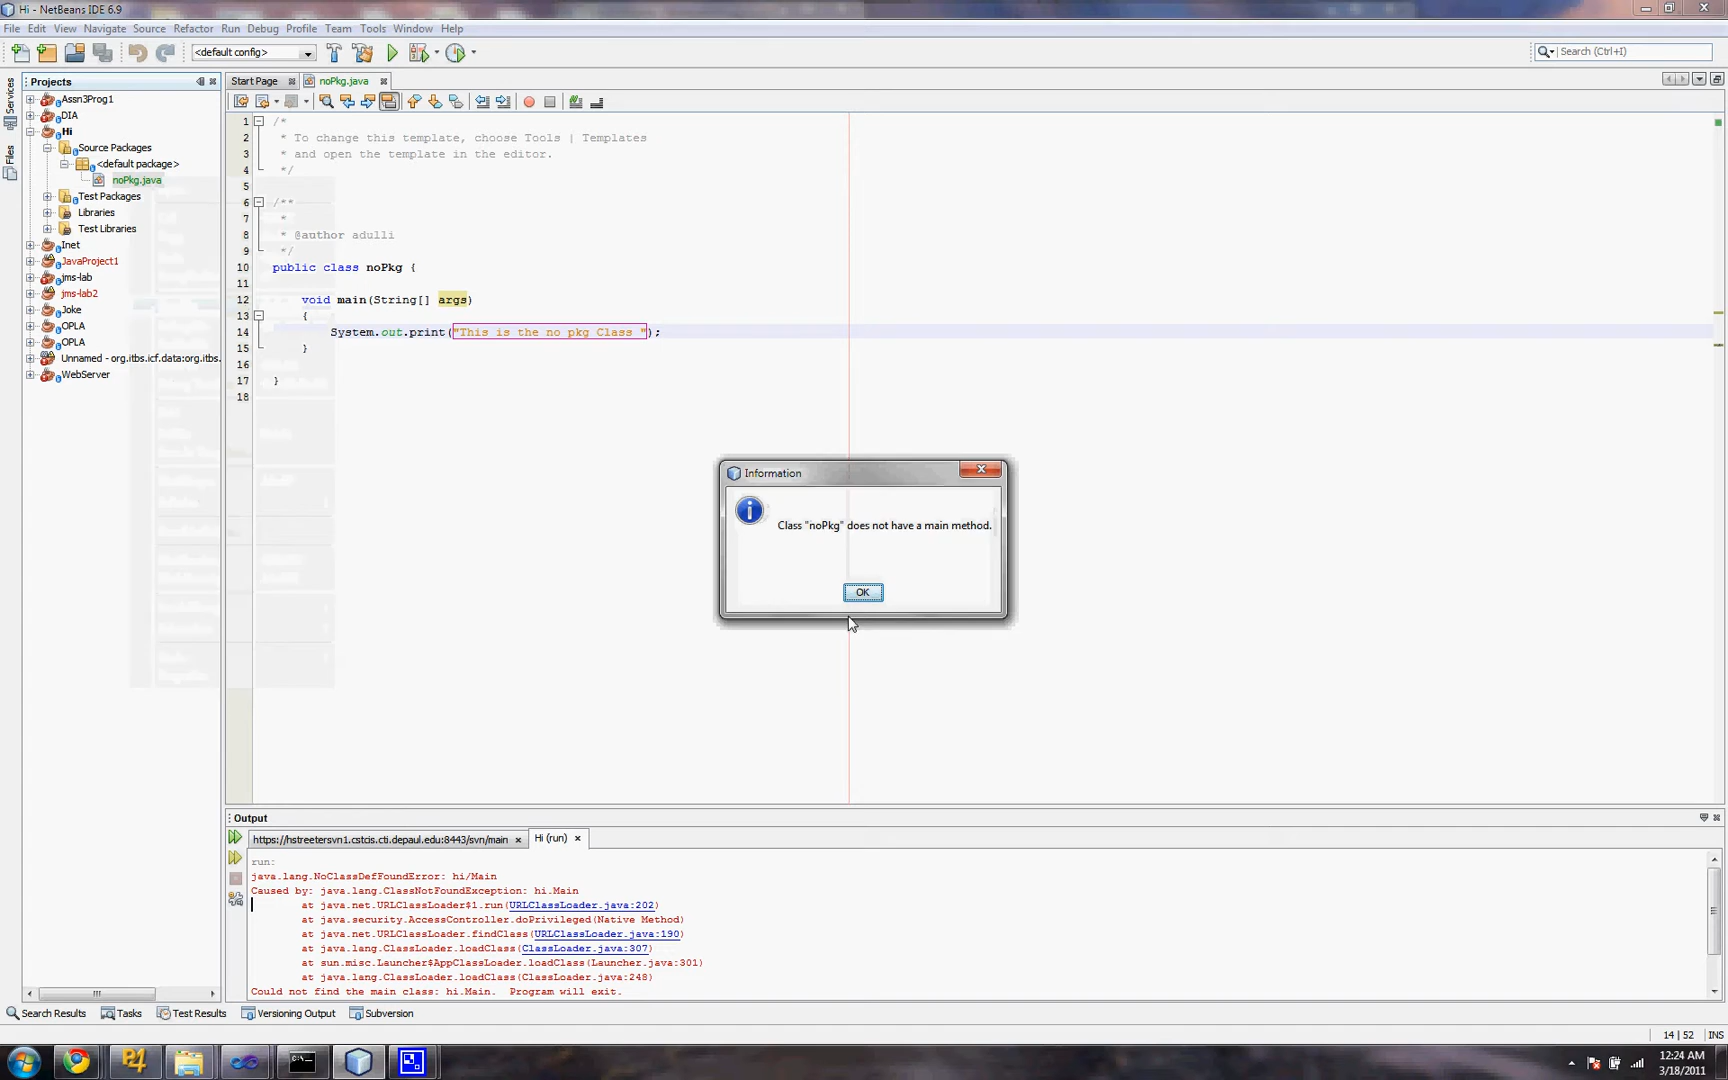 Hi - NetBeans IDE 6.9
File Edit View Navigate Source Refactor Run Debug Profile Team Tools Window Help
<default config>
Search (Ctrl+I)
Services
Files
Projects
Assn3Prog1
DIA
Hi
Source Packages
<default package>
noPkg.java
Test Packages
Libraries
Test Libraries
Inet
JavaProject1
jms-lab
jms-lab2
Joke
OPLA
OPLA
Unnamed - org.itbs.icf.data:org.itbs.
WebServer
Start Page
noPkg.java
1 /*
2 * To change this template, choose Tools | Templates
3 * and open the template in the editor.
4 */
5
6 /**
7 *
8 * @author adulli
9 */
10 public class noPkg {
11
12 void main(String[] args)
13 {
14 System.out.print("This is the no pkg Class ");
15 }
16
17 }
18
Information
Class "noPkg" does not have a main method.
OK
Output
https://hstreetersvn1.cstcis.cti.depaul.edu:8443/svn/main
Hi (run)
run:
java.lang.NoClassDefFoundError: hi/Main
Caused by: java.lang.ClassNotFoundException: hi.Main
at java.net.URLClassLoader$1.run(URLClassLoader.java:202)
at java.security.AccessController.doPrivileged(Native Method)
at java.net.URLClassLoader.findClass(URLClassLoader.java:190)
at java.lang.ClassLoader.loadClass(ClassLoader.java:307)
at sun.misc.Launcher$AppClassLoader.loadClass(Launcher.java:301)
at java.lang.ClassLoader.loadClass(ClassLoader.java:248)
Could not find the main class: hi.Main.  Program will exit.
Search Results Tasks Test Results Versioning Output Subversion
14 | 52 INS
P4
C:\
12:24 AM
3/18/2011